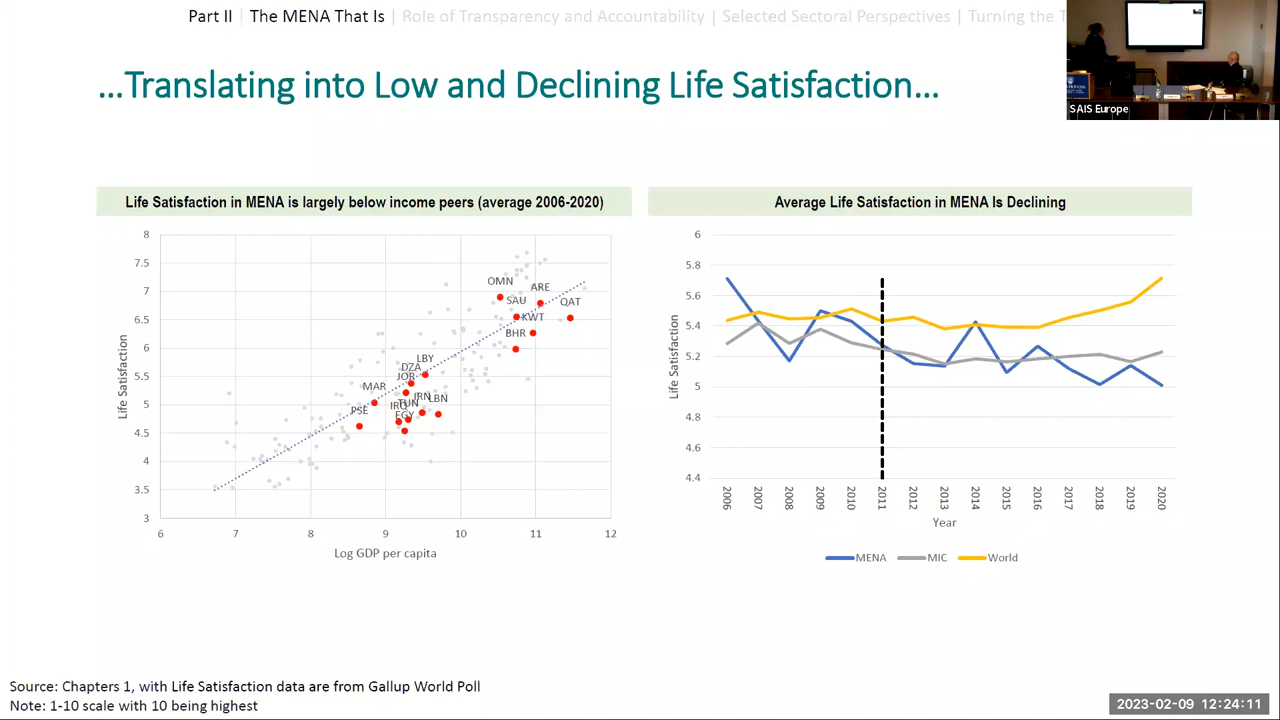 Part II | The MENA That Is | Role of Transparency and Accountability | Selected Sectoral Perspectives | Turning the T
SAIS Europe
...Translating into Low and Declining Life Satisfaction...
Life Satisfaction in MENA is largely below income peers (average 2006-2020)
8
7.5
7
6.5
6
5.5
5
4.5
4
3.5
3
Life Satisfaction
OMN
ARE
SAU
QAT
KWT
BHR
LBY
DZA
JOR
MAR
IRN
LBN
IRQ
TUN
PSE
EGY
6 7 8 9 10 11 12
Log GDP per capita
Average Life Satisfaction in MENA Is Declining
6
5.8
5.6
5.4
5.2
5
4.8
4.6
4.4
Life Satisfaction
2006 2007 2008 2009 2010 2011 2012 2013 2014 2015 2016 2017 2018 2019 2020
Year
MENA MIC World
Source: Chapters 1, with Life Satisfaction data are from Gallup World Poll
Note: 1-10 scale with 10 being highest
2023-02-09 12:24:11